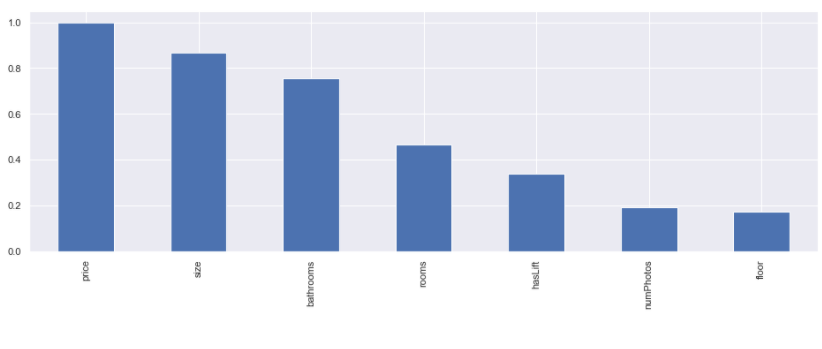 1.0
0.8
0.6
0.4
0.2
0.0
price
size
bathrooms
rooms
hasLift
numPhotos
floor